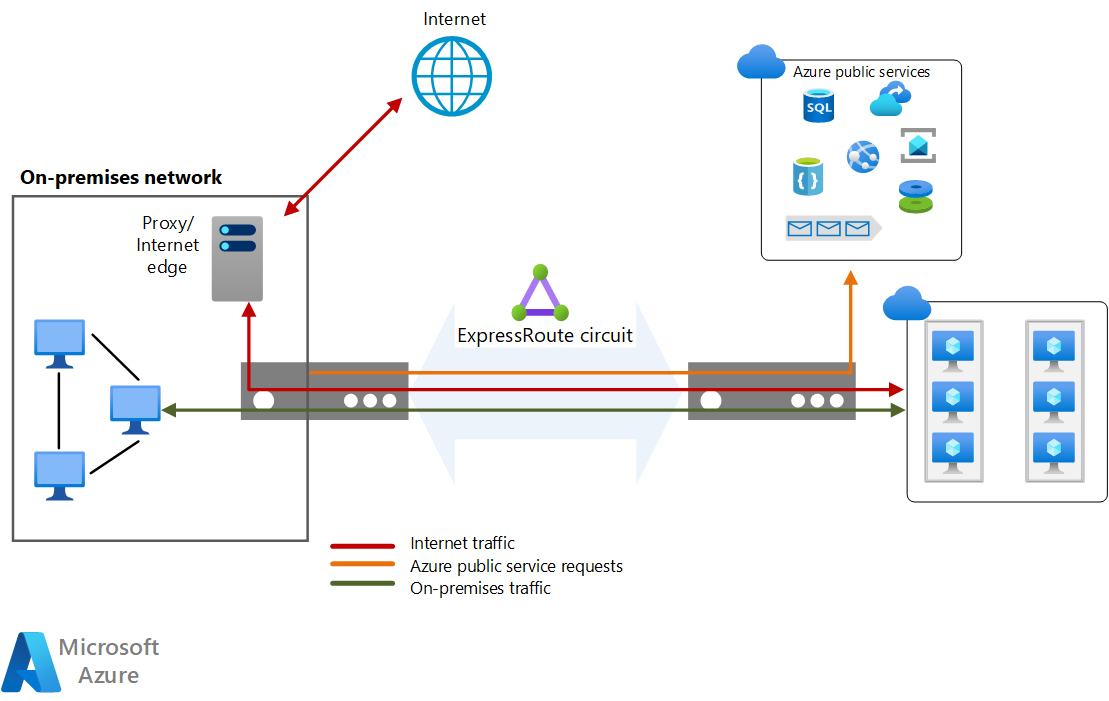 Internet
Azure public services
SQL
On-premises network
Proxy/
Internet
edge
{ }
ExpressRoute circuit
Internet traffic
Azure public service requests
On-premises traffic
Microsoft
Azure